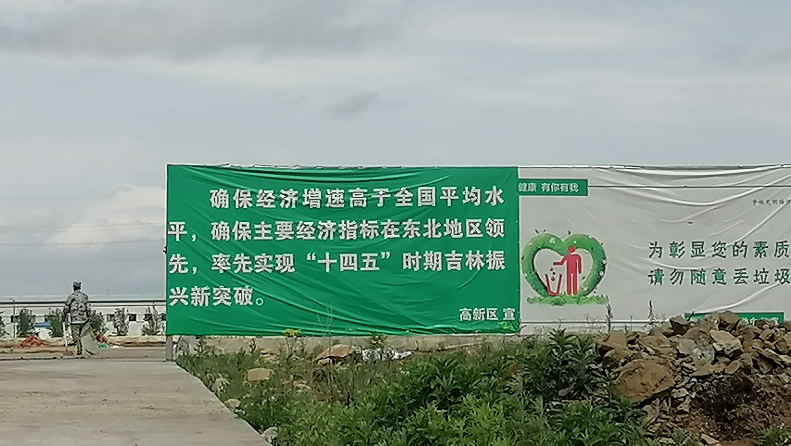 确保经济增速高于全国平均水
平，确保主要经济指标在东北地区领
先，率先实现“十四五”时期吉林振
兴新突破。
高新区 宣
健康 有你有我
为彰显您的素质
请勿随意丢垃圾